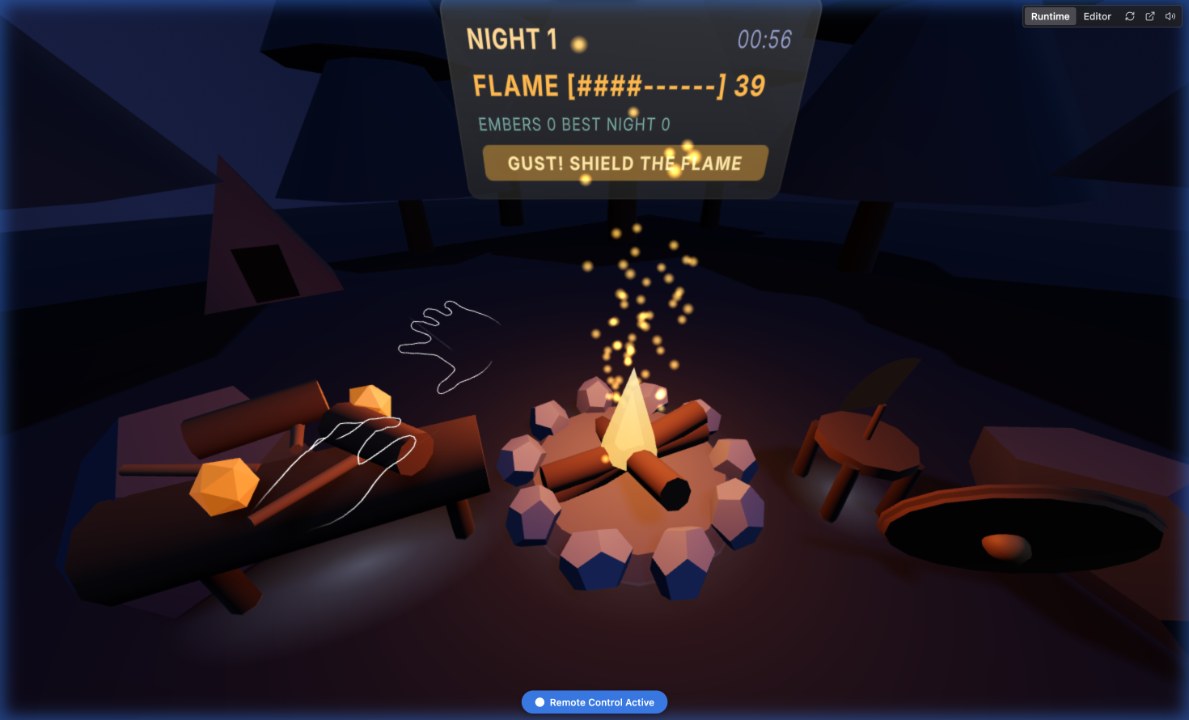 Runtime Editor
NIGHT 1 00:56
FLAME [####------] 39
EMBERS 0 BEST NIGHT 0
GUST! SHIELD THE FLAME
Remote Control Active